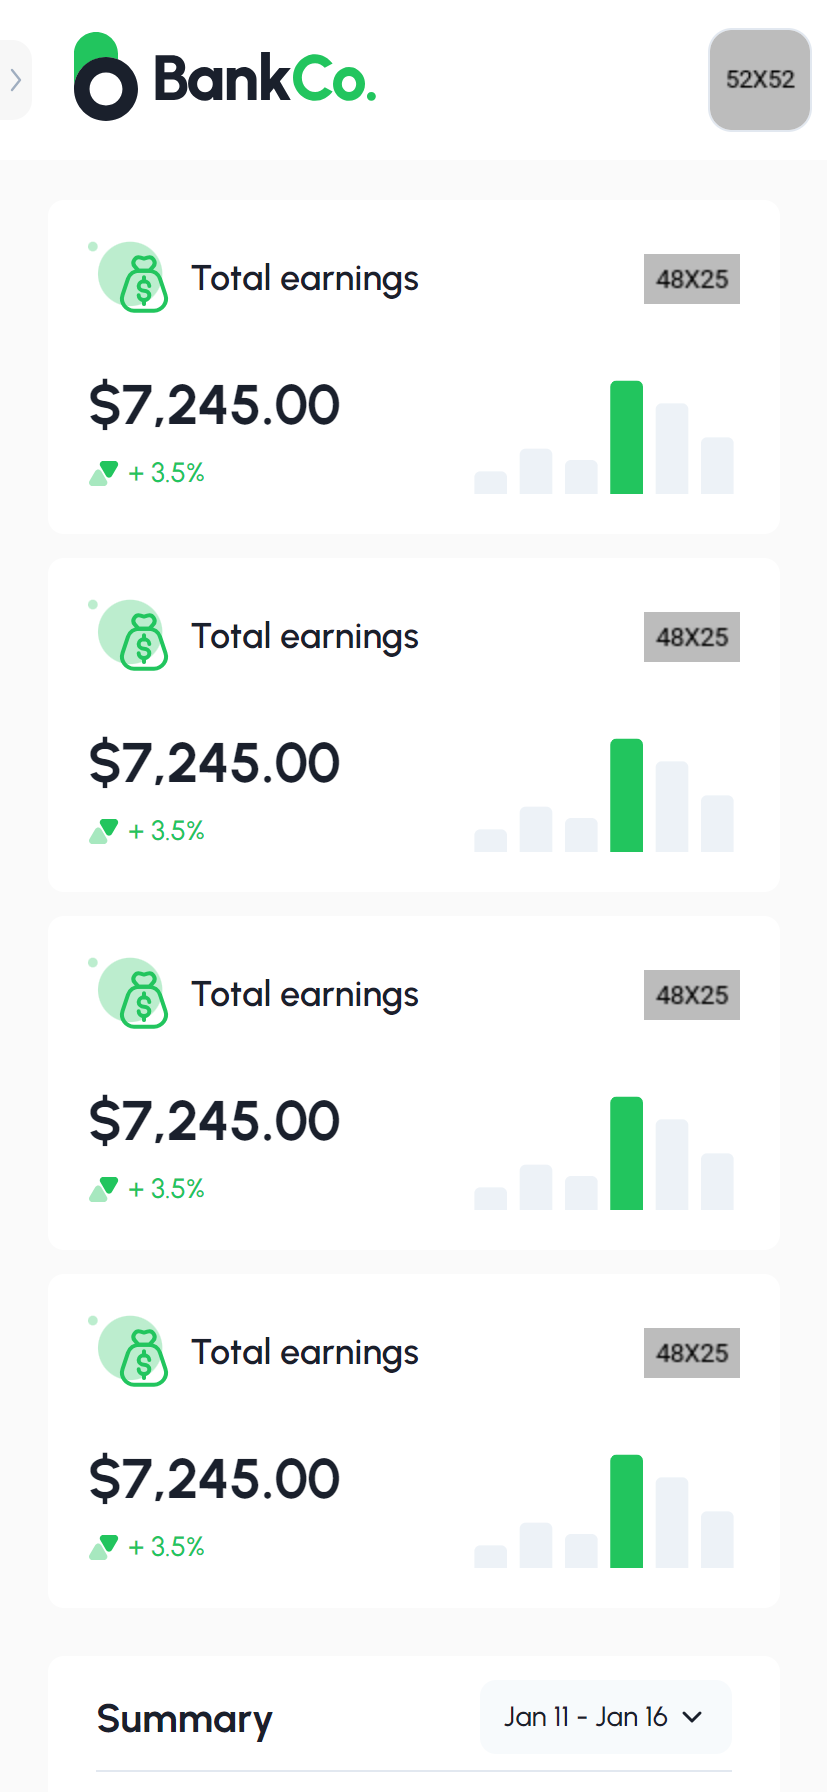 BankCo.
52X52
Total earnings
48X25
$7,245.00
+ 3.5%
Total earnings
48X25
$7,245.00
+ 3.5%
Total earnings
48X25
$7,245.00
+ 3.5%
Total earnings
48X25
$7,245.00
+ 3.5%
Summary
Jan 11 - Jan 16